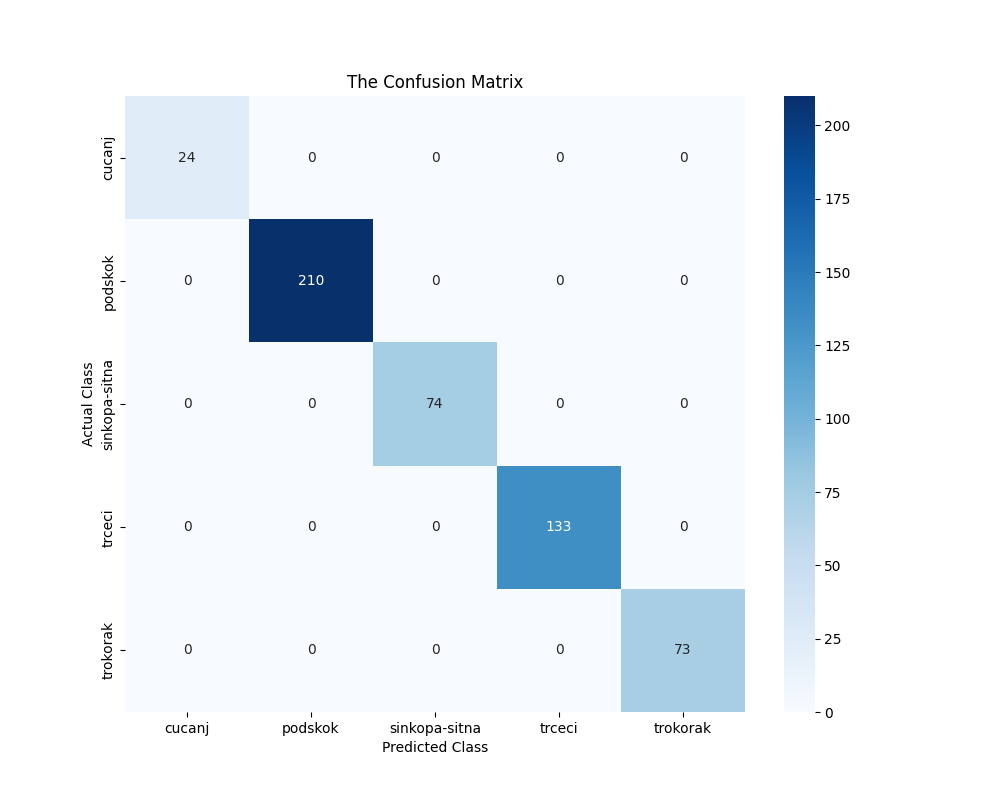 The Confusion Matrix
cucanj 24 0 0 0 0
podskok 0 210 0 0 0
sinkopa-sitna 0 0 74 0 0
trceci 0 0 0 133 0
trokorak 0 0 0 0 73
Actual Class
cucanj podskok sinkopa-sitna trceci trokorak
Predicted Class
200
175
150
125
100
75
50
25
0